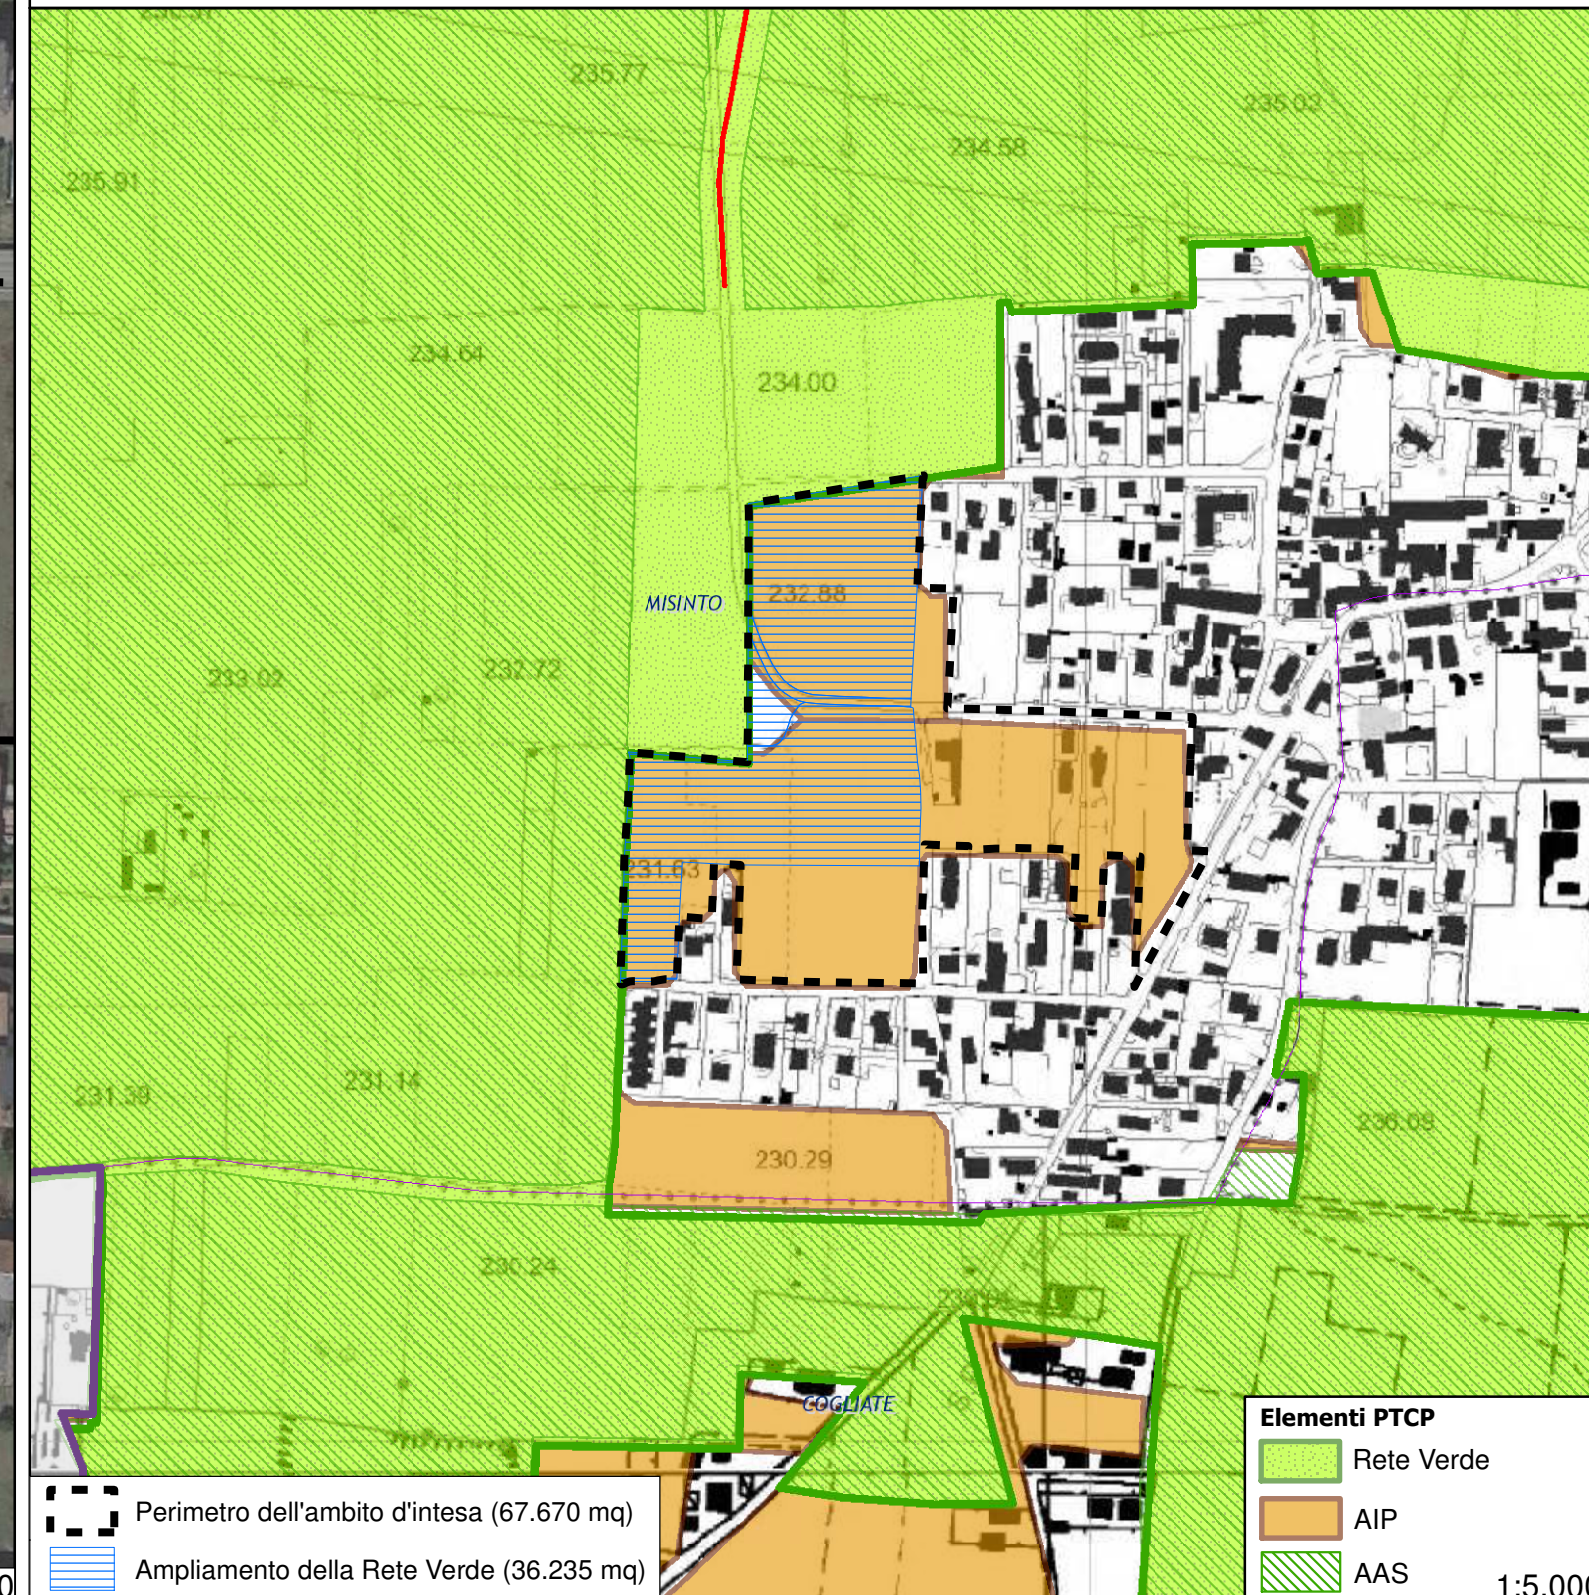 235.77
235.02
234.58
235.91
234.64
234.00
MISINTO
232.88
233.02
232.72
231.63
231.39
231.14
236.09
230.29
230.24
COGLIATE
Elementi PTCP
Rete Verde
AIP
AAS
Perimetro dell'ambito d'intesa (67.670 mq)
Ampliamento della Rete Verde (36.235 mq)